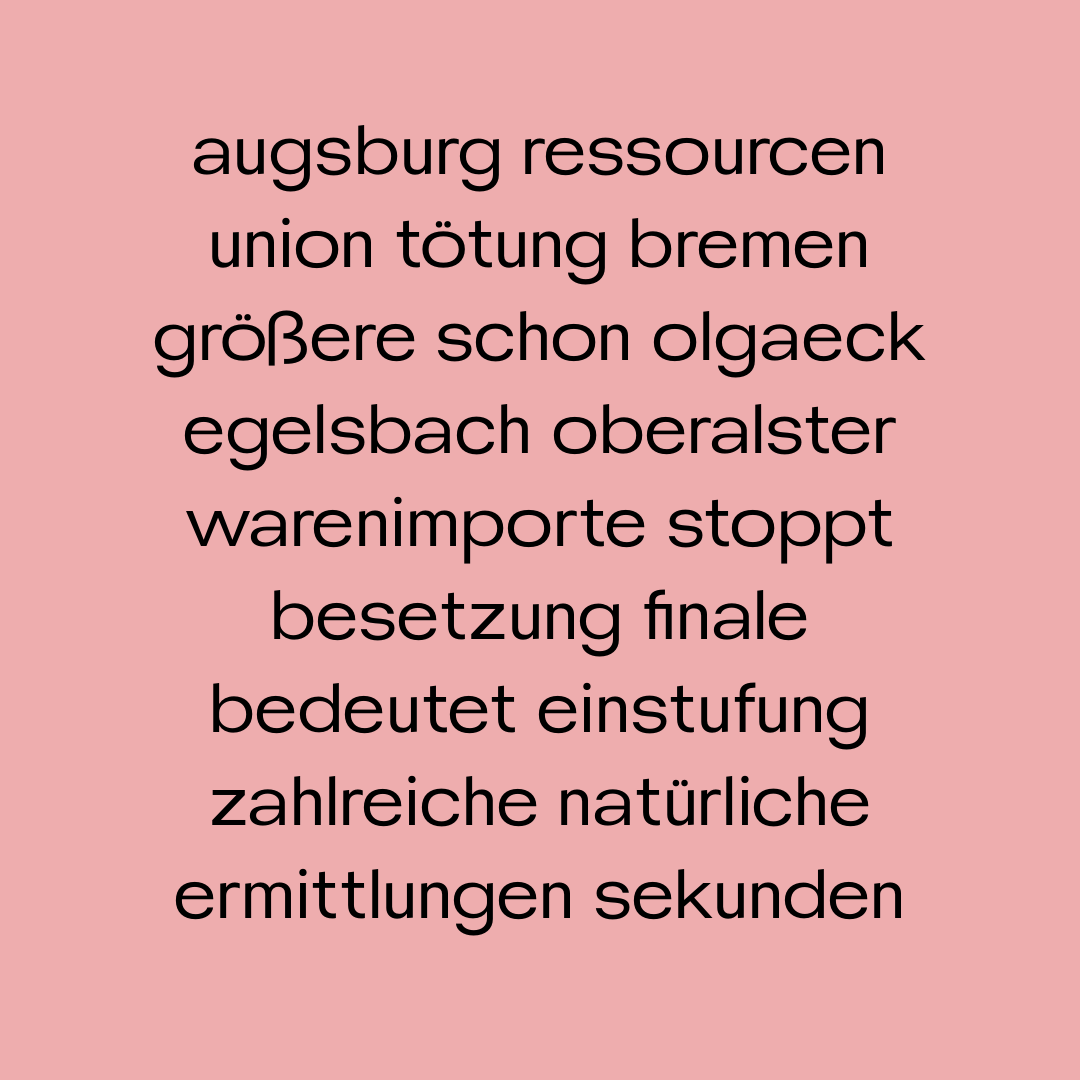 augsburg ressourcen
union tötung bremen
größere schon olgaeck
egelsbach oberalster
warenimporte stoppt
besetzung finale
bedeutet einstufung
zahlreiche natürliche
ermittlungen sekunden